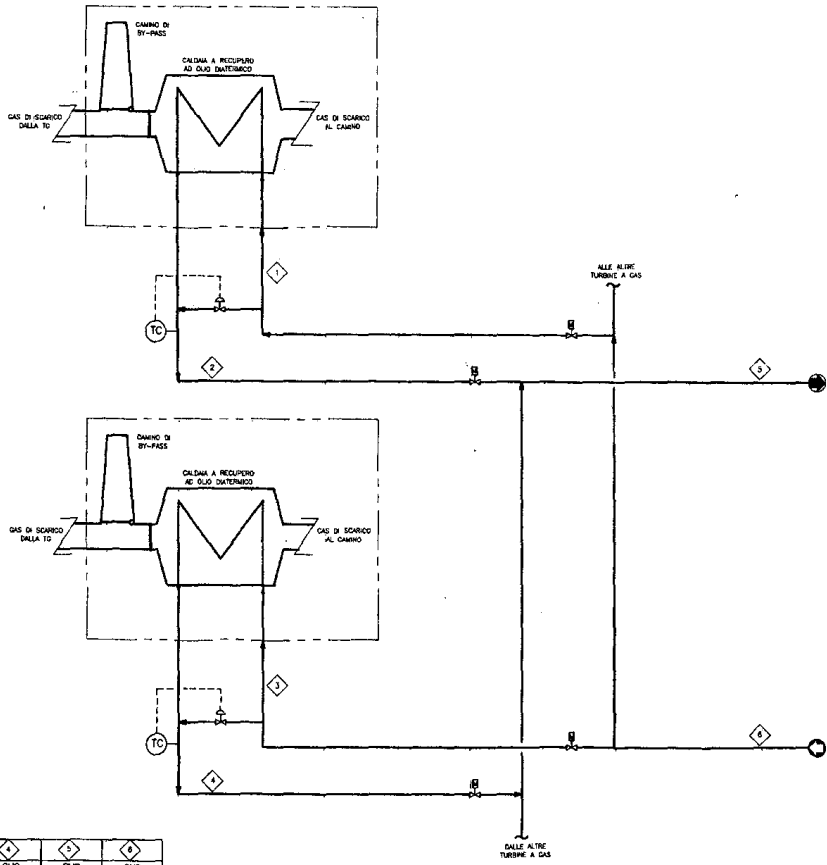 CAMINO DI
BY-PASS
CALDAIA A RECUPERO
AD OLIO DIATERMICO
GAS DI SCARICO
DALLA TG
GAS DI SCARICO
AL CAMINO
1
ALLE ALTRE
TURBINE A GAS
TC
2
5
CAMINO DI
BY-PASS
CALDAIA A RECUPERO
AD OLIO DIATERMICO
GAS DI SCARICO
DALLA TG
GAS DI SCARICO
AL CAMINO
3
TC
6
4
DALLE ALTRE
TURBINE A GAS
4 5 6